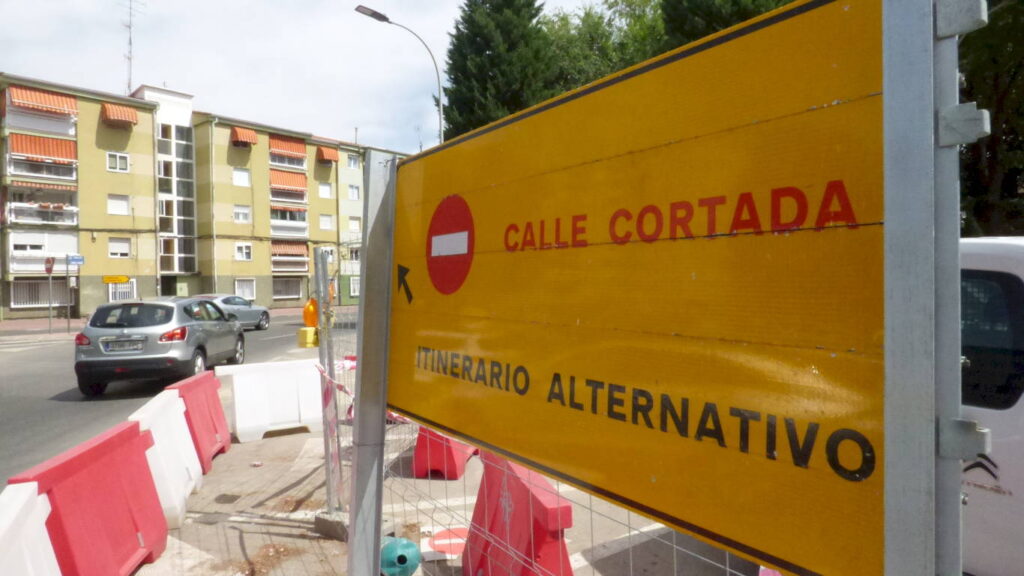 CALLE CORTADA
ITINERARIO ALTERNATIVO